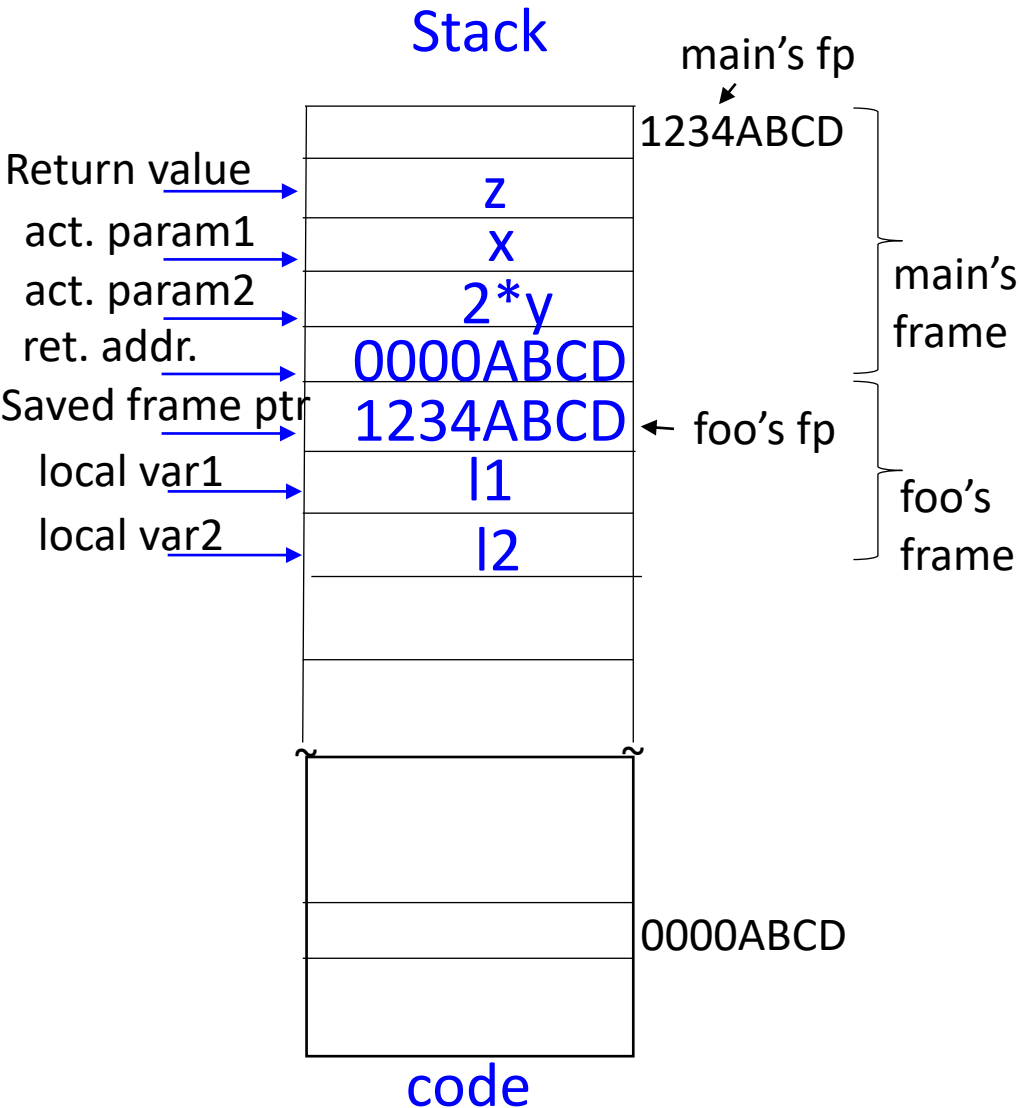 Stack
main's fp
1234ABCD
Return value
z
act. param1
x
act. param2
2*y
main's
frame
ret. addr.
0000ABCD
Saved frame ptr
1234ABCD
foo's fp
local var1
l1
foo's
frame
local var2
l2
~
~
0000ABCD
code